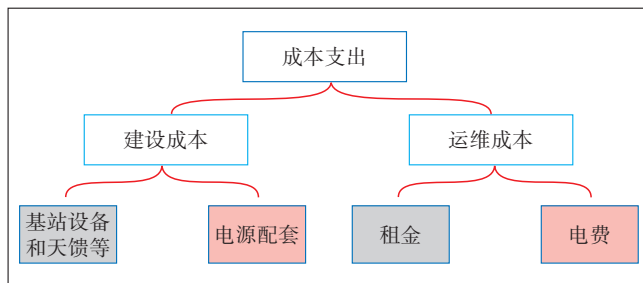 成本支出
建设成本
运维成本
基站设备
和天馈等
电源配套
租金
电费